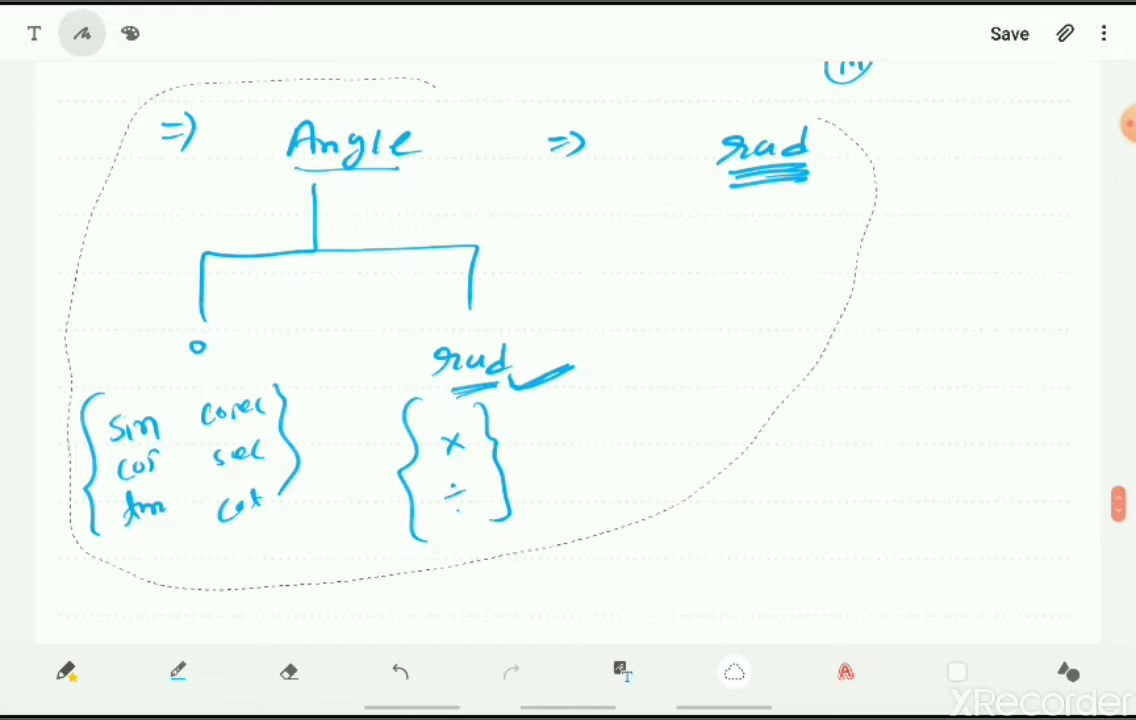 T Save
M
=> Angle => rad
o rad
sin cosec × 
cos sec ÷
tan cot
A
XRecorder